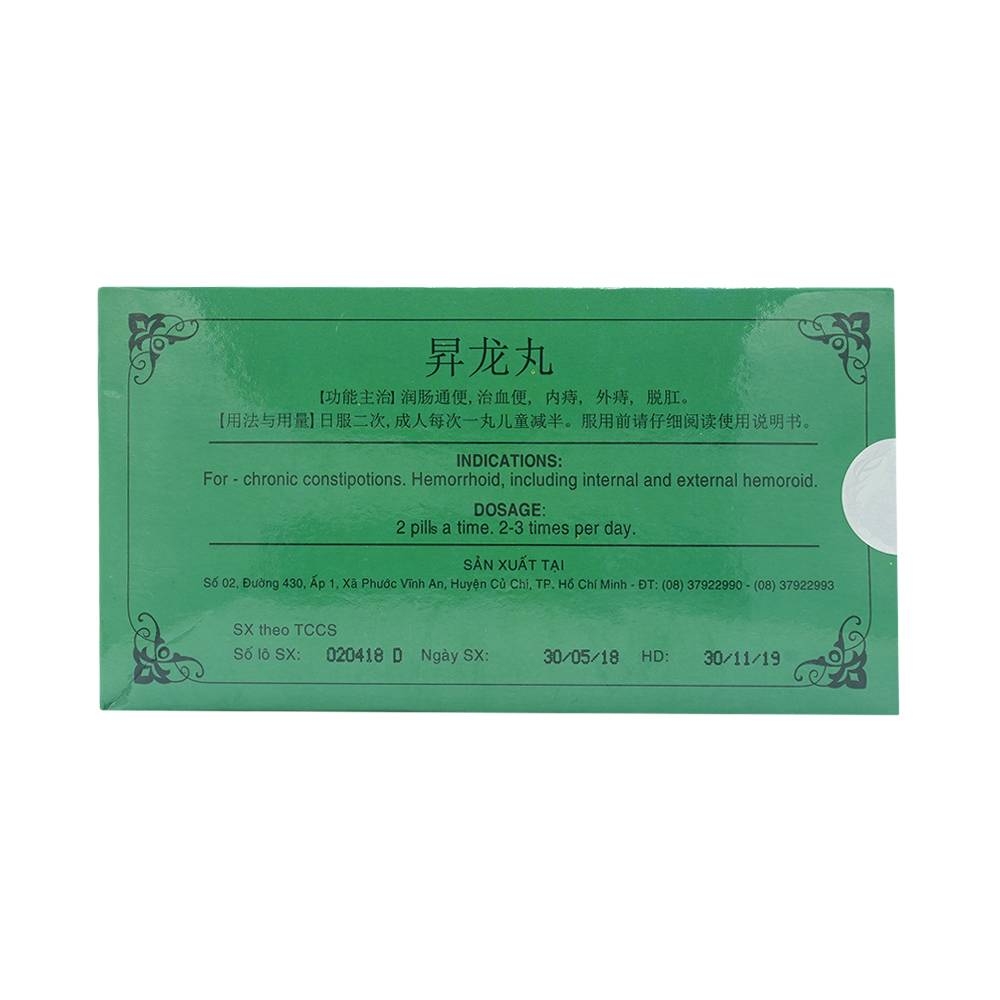 昇龙丸
【功能主治】润肠通便,治血便, 内痔, 外痔, 脱肛。
【用法与用量】日服二次,成人每次一丸儿童减半。服用前请仔细阅读使用说明书。
INDICATIONS:
For - chronic constipotions. Hemorrhoid, including internal and external hemoroid.
DOSAGE:
2 pills a time. 2-3 times per day.
SẢN XUẤT TẠI
Số 02, Đường 430, Ấp 1, Xã Phước Vĩnh An, Huyện Củ Chi, TP. Hồ Chí Minh - ĐT: (08) 37922990 - (08) 37922993
SX theo TCCS
Số lô SX: 020418 D Ngày SX: 30/05/18 HD: 30/11/19